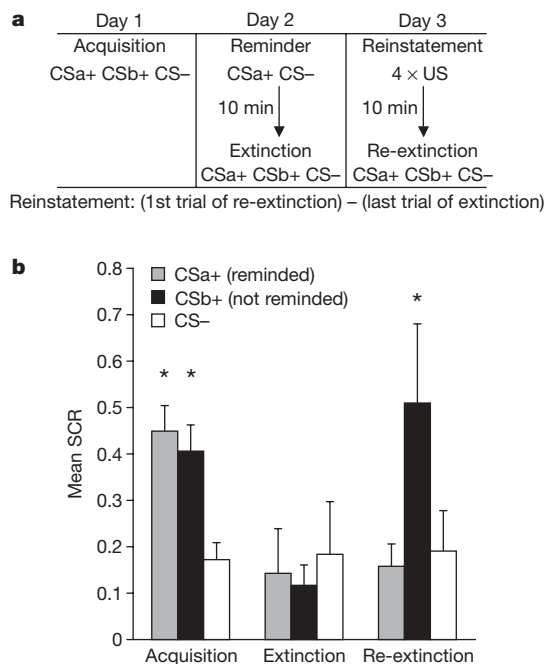 a
Day 1 Day 2 Day 3
Acquisition Reminder Reinstatement
CSa+ CSb+ CS– CSa+ CS– 4 × US
10 min 10 min
Extinction Re-extinction
CSa+ CSb+ CS– CSa+ CSb+ CS–
Reinstatement: (1st trial of re-extinction) – (last trial of extinction)
b
0.8
CSa+ (reminded)
0.7
CSb+ (not reminded)
CS–
*
0.6
0.5
* *
0.4
Mean SCR
0.3
0.2
0.1
0
Acquisition Extinction Re-extinction